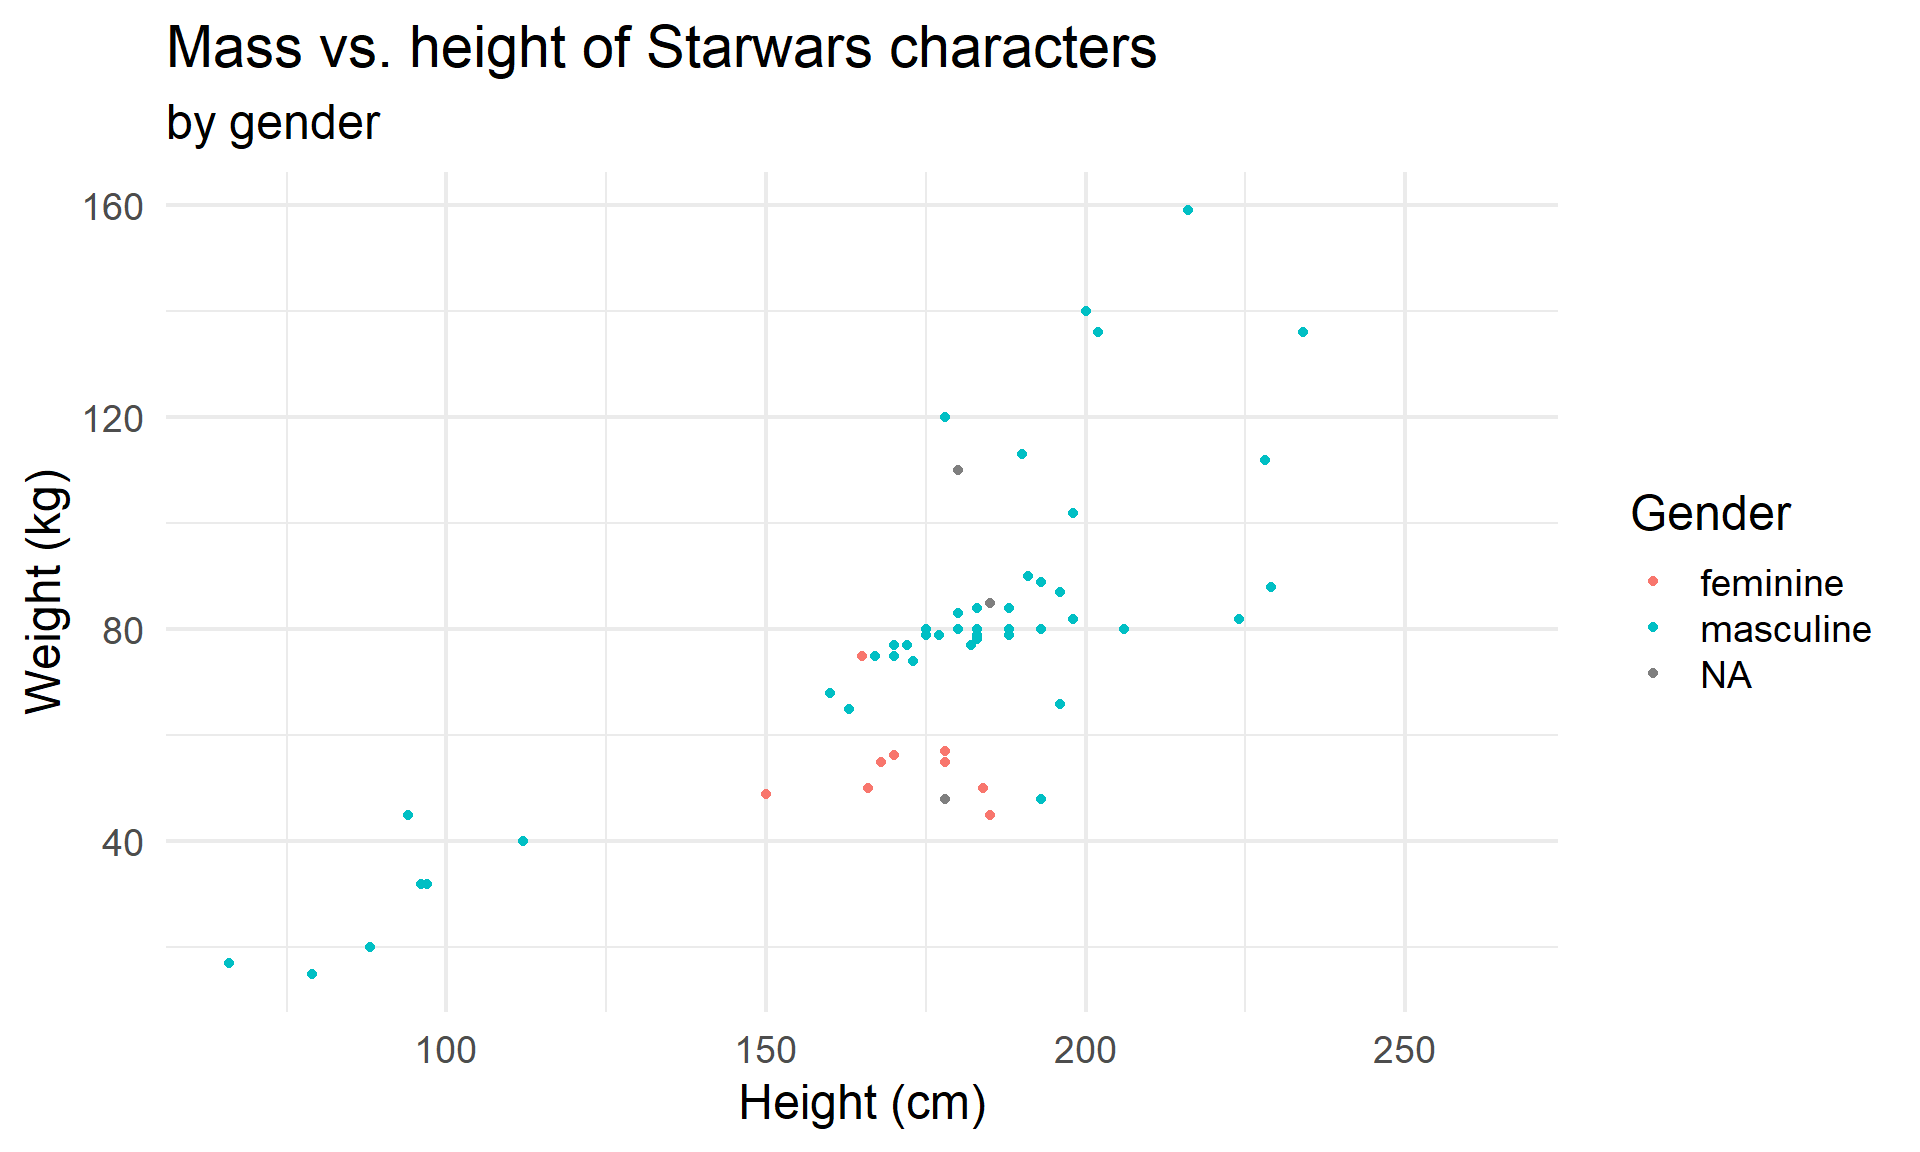 Mass vs. height of Starwars characters
by gender
160
120
80
40
Weight (kg)
100 150 200 250
Height (cm)
Gender
feminine
masculine
NA